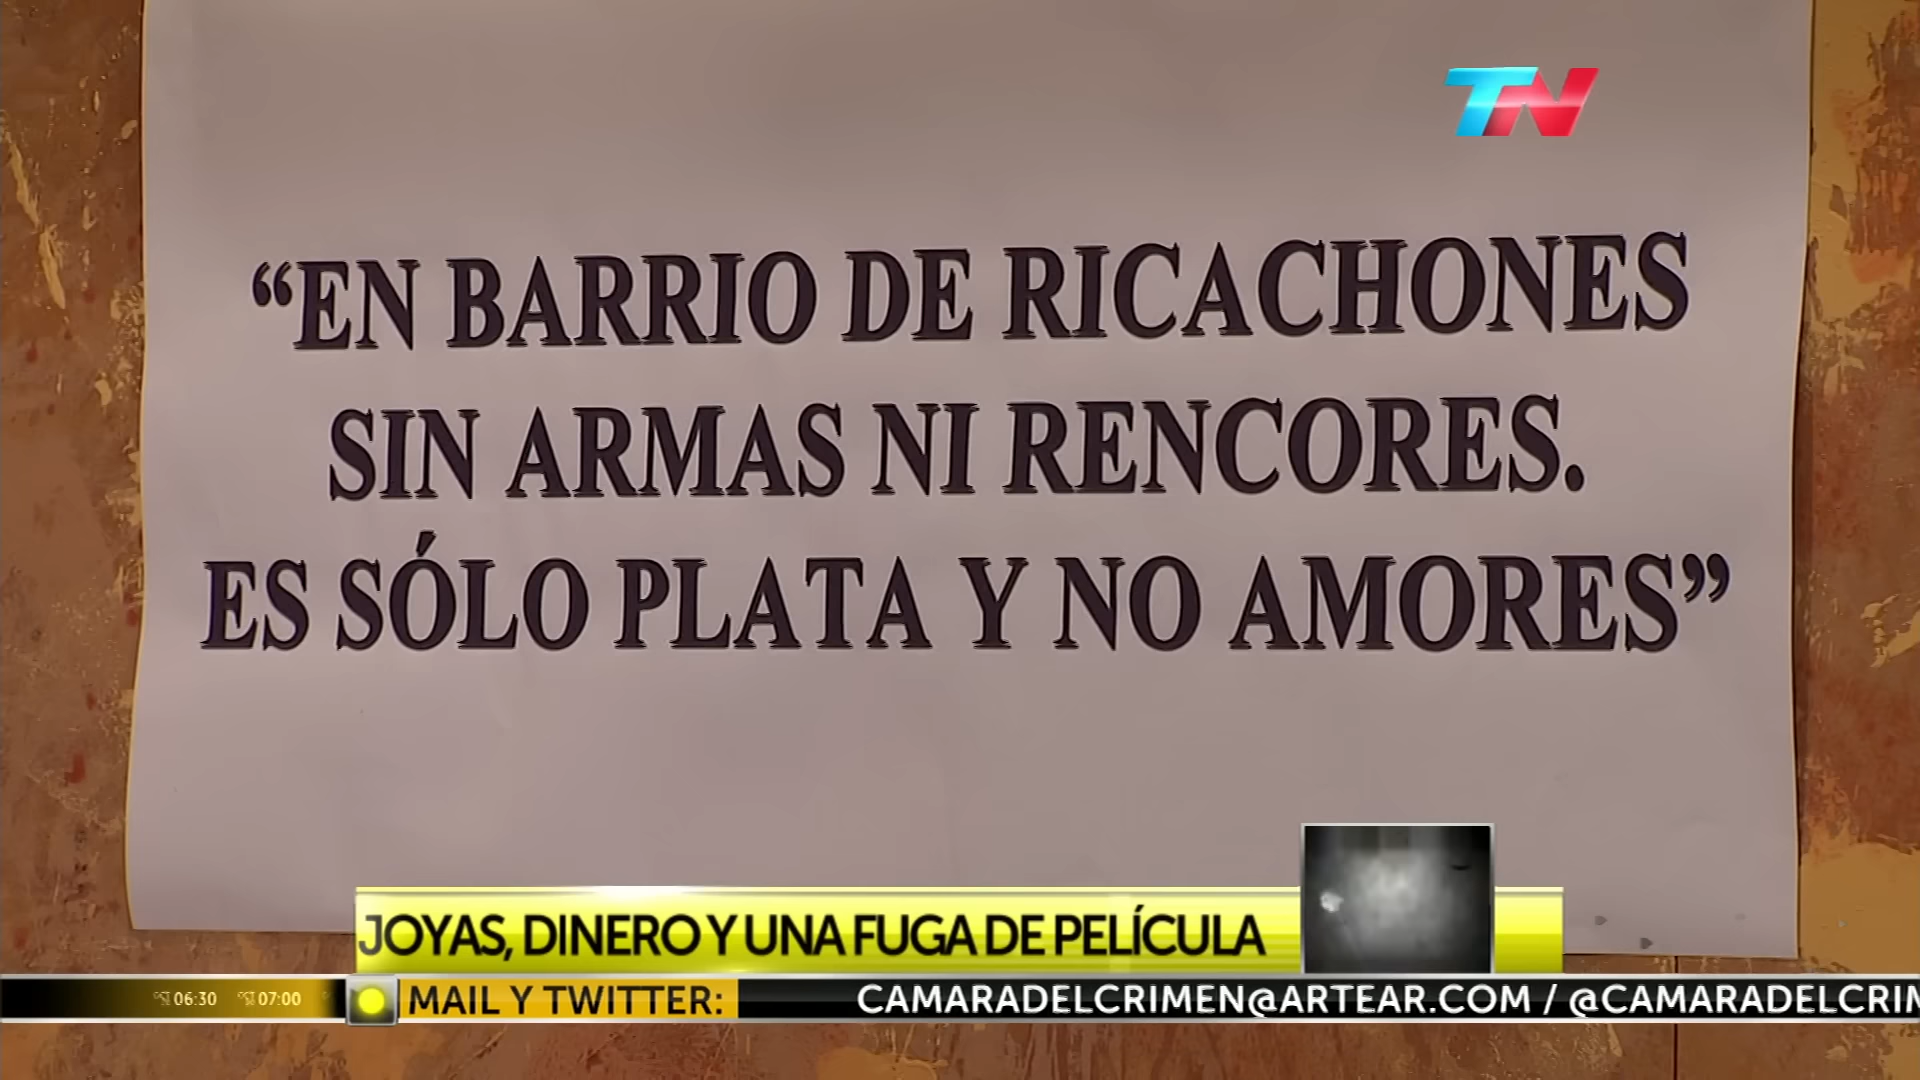 TN
“EN BARRIO DE RICACHONES
SIN ARMAS NI RENCORES.
ES SÓLO PLATA Y NO AMORES”
JOYAS, DINERO Y UNA FUGA DE PELÍCULA
06:30 07:00
MAIL Y TWITTER: CAMARADELCRIMEN@ARTEAR.COM / @CAMARADELCRIM